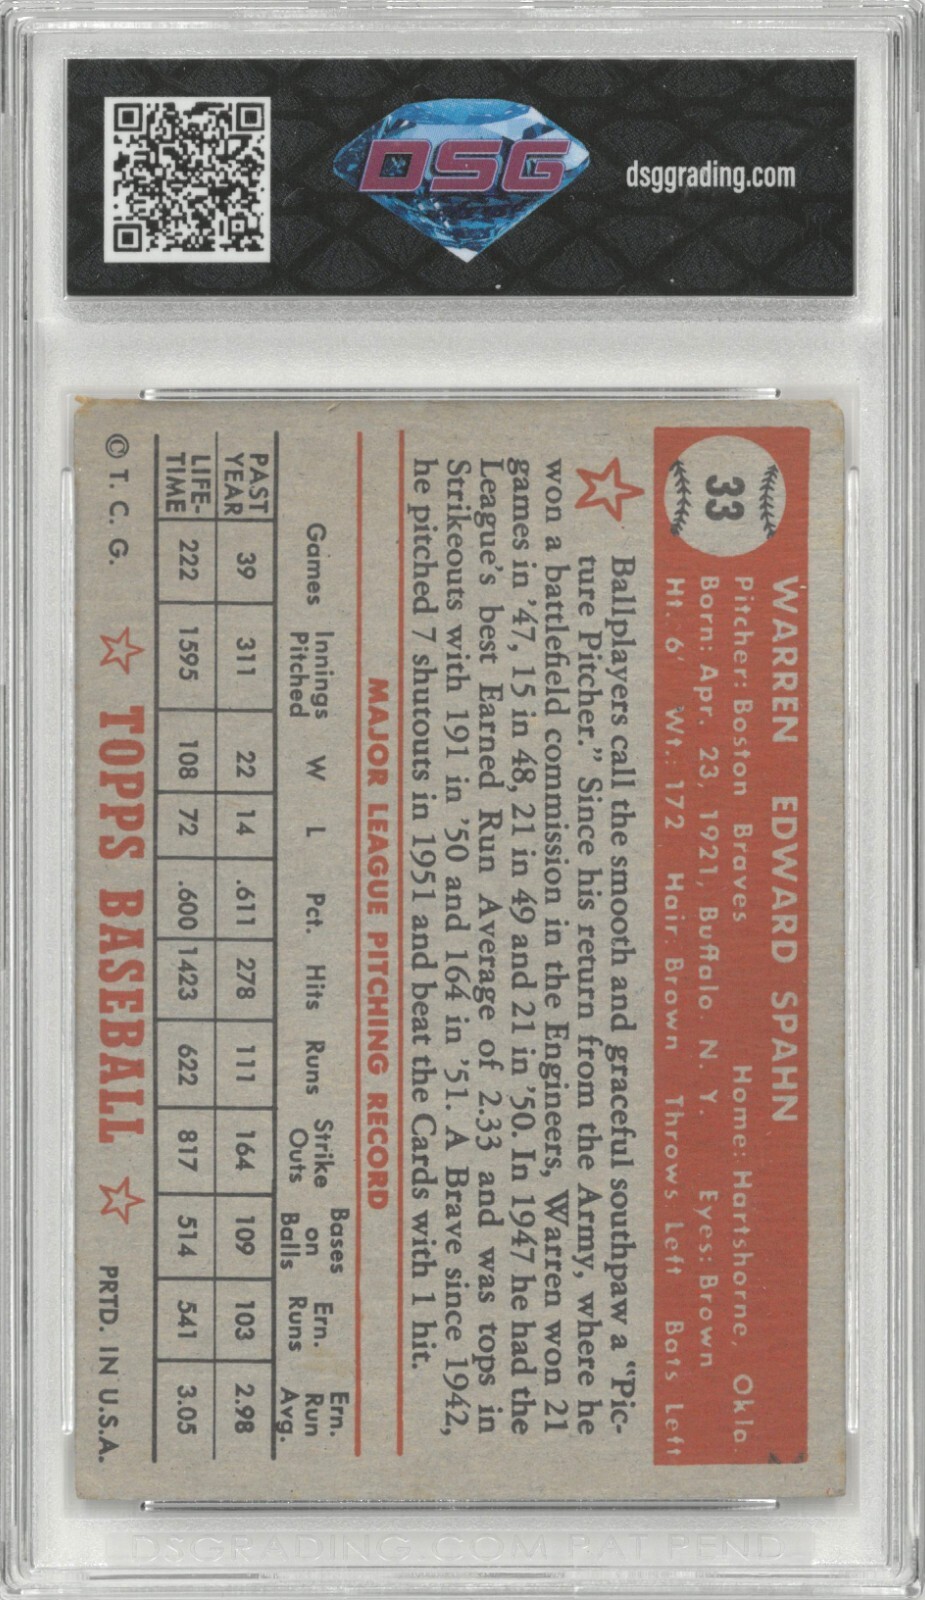 DSG
dsggrading.com
33
WARREN EDWARD SPAHN
Pitcher: Boston Braves Home: Hartshorne, Okla.
Born: Apr. 23, 1921, Buffalo. N. Y. Eyes: Brown
Ht. 6' Wt.: 172 Hair: Brown Throws Left Bats Left
Ballplayers call the smooth and graceful southpaw a “Pic-
ture Pitcher.” Since his return from the Army, where he
won a battlefield commission in the Engineers, Warren won 21
games in '47, 15 in 48, 21 in 49 and 21 in '50. In 1947 he had the
League's best Earned Run Average of 2.33 and was tops in
Strikeouts with 191 in '50 and 164 in '51. A Brave since 1942,
he pitched 7 shutouts in 1951 and beat the Cards with 1 hit.
MAJOR LEAGUE PITCHING RECORD
Games Innings Pitched W L Pct. Hits Runs Strike Outs Bases on Balls Ern. Runs Ern. Run Avg.
PAST YEAR 39 311 22 14 .611 278 111 164 109 103 2.98
LIFE- TIME 222 1595 108 72 .600 1423 622 817 514 541 3.05
© T. C. G. TOPPS BASEBALL PRTD. IN U.S.A.
DSGRADING.COM PAT PEND